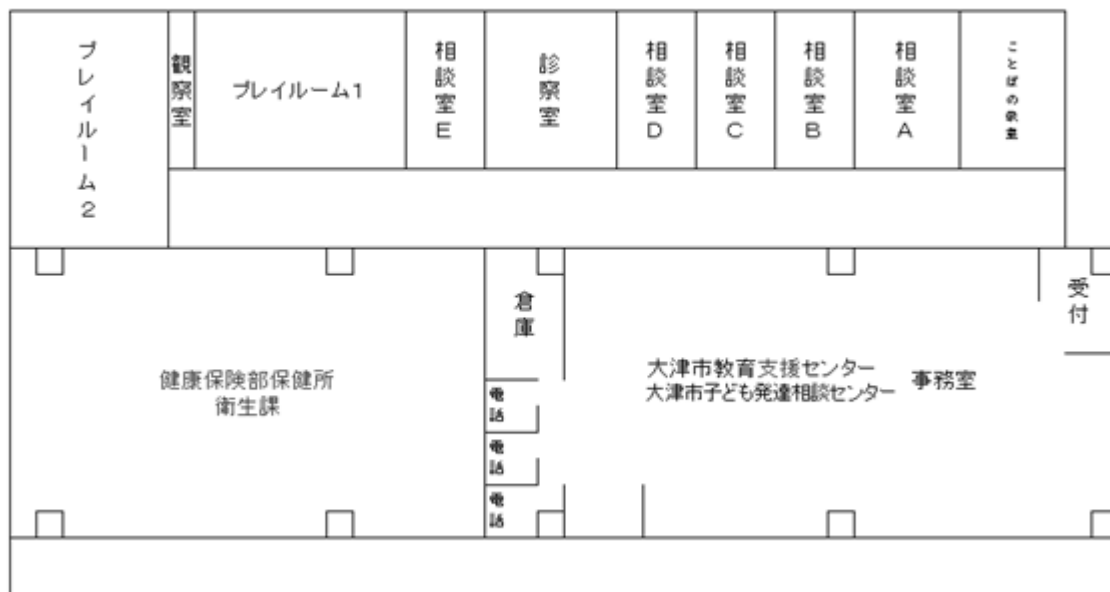 プレイルーム2
観察室
プレイルーム1
相談室E
診察室
相談室D
相談室C
相談室B
相談室A
ことばの教室
倉庫
受付
健康保険部保健所
衛生課
大津市教育支援センター
大津市子ども発達相談センター
事務室
電話
電話
電話